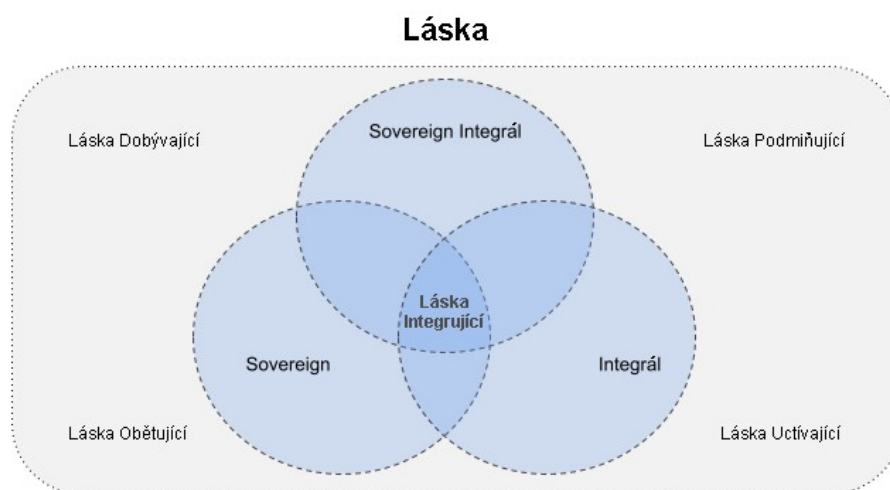 Láska
Sovereign Integrál
Láska Dobývající
Láska Podmiňující
Láska
Integrující
Sovereign
Integrál
Láska Obětující
Láska Uctívající